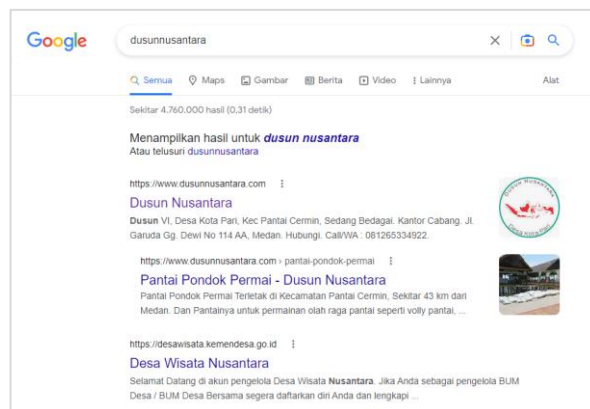 Google
dusunnusantara
Semua Maps Gambar Berita Video Lainnya Alat
Sekitar 4.760.000 hasil (0,31 detik)
Menampilkan hasil untuk dusun nusantara
Atau telusuri dusunnusantara
https://www.dusunnusantara.com
Dusun Nusantara
Dusun VI, Desa Kota Pari, Kec Pantai Cermin, Sedang Bedagai. Kantor Cabang. Jl.
Garuda Gg. Dewi No 114 AA, Medan. Hubungi. Call/WA : 081265334922.
DUSUN NUSANTARA
Desa Kota Pari
https://www.dusunnusantara.com › pantai-pondok-permai
Pantai Pondok Permai - Dusun Nusantara
Pantai Pondok Permai Terletak di Kecamatan Pantai Cermin, Sekitar 43 km dari
Medan. Dan Pantainya untuk permainan olah raga pantai seperti volly pantai, ...
https://desawisata.kemendesa.go.id
Desa Wisata Nusantara
Selamat Datang di akun pengelola Desa Wisata Nusantara. Jika Anda sebagai pengelola BUM
Desa / BUM Desa Bersama segera daftarkan diri Anda dan lengkapi ...